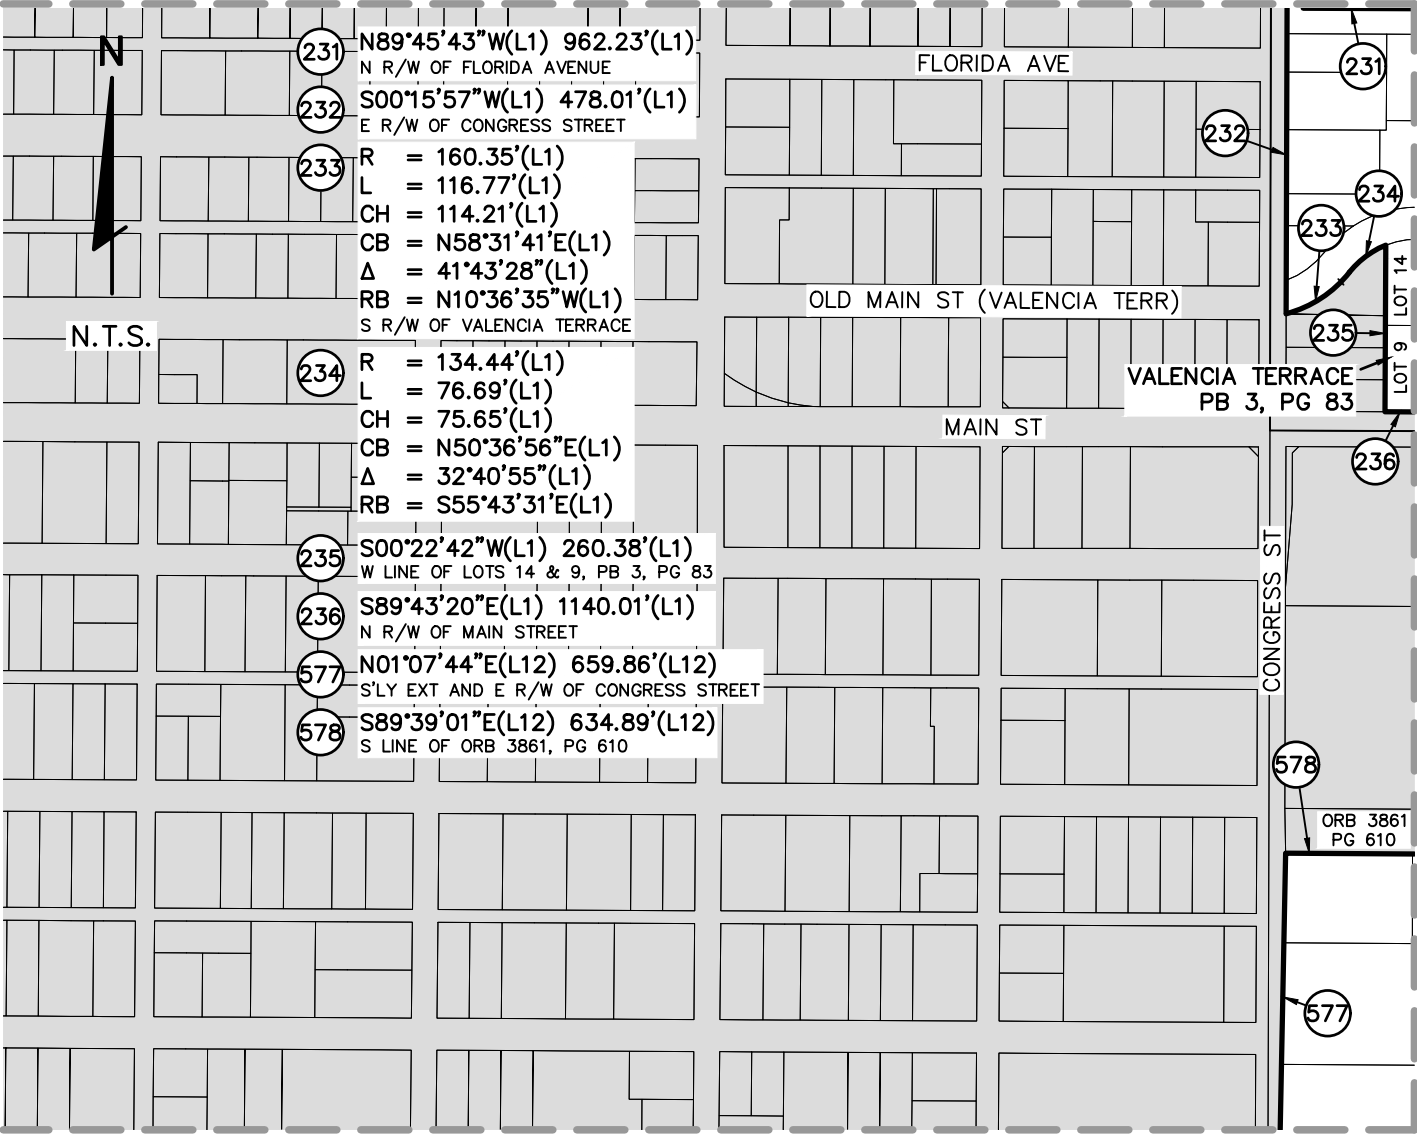 N
N.T.S.
231 N89°45'43"W(L1) 962.23'(L1)
N R/W OF FLORIDA AVENUE
232 S00°15'57"W(L1) 478.01'(L1)
E R/W OF CONGRESS STREET
233 R = 160.35'(L1)
L = 116.77'(L1)
CH = 114.21'(L1)
CB = N58°31'41'E(L1)
Δ = 41°43'28"(L1)
RB = N10°36'35"W(L1)
S R/W OF VALENCIA TERRACE
234 R = 134.44'(L1)
L = 76.69'(L1)
CH = 75.65'(L1)
CB = N50°36'56"E(L1)
Δ = 32°40'55"(L1)
RB = S55°43'31'E(L1)
235 S00°22'42"W(L1) 260.38'(L1)
W LINE OF LOTS 14 & 9, PB 3, PG 83
236 S89°43'20"E(L1) 1140.01'(L1)
N R/W OF MAIN STREET
577 N01°07'44"E(L12) 659.86'(L12)
S'LY EXT AND E R/W OF CONGRESS STREET
578 S89°39'01"E(L12) 634.89'(L12)
S LINE OF ORB 3861, PG 610
FLORIDA AVE
231
232
234
233
LOT 14
OLD MAIN ST (VALENCIA TERR)
235
LOT 9
VALENCIA TERRACE
PB 3, PG 83
MAIN ST
236
CONGRESS ST
578
ORB 3861
PG 610
577